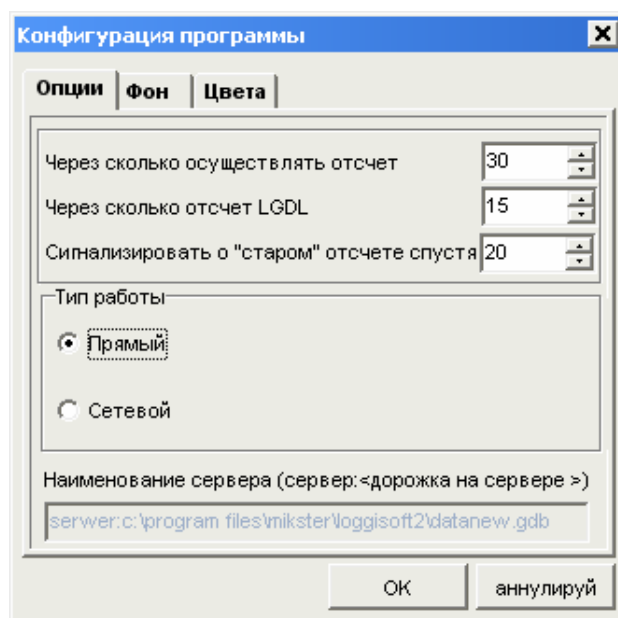 Конфигурация программы
Опции Фон Цвета
Через сколько осуществлять отсчет 30
Через сколько отсчет LGDL 15
Сигнализировать о "старом" отсчете спустя 20
Тип работы
Прямый
Сетевой
Наименование сервера (сервер:<дорожка на сервере >)
serwer:c:\program files\mikster\loggisoft2\datanew.gdb
ОК аннулируй